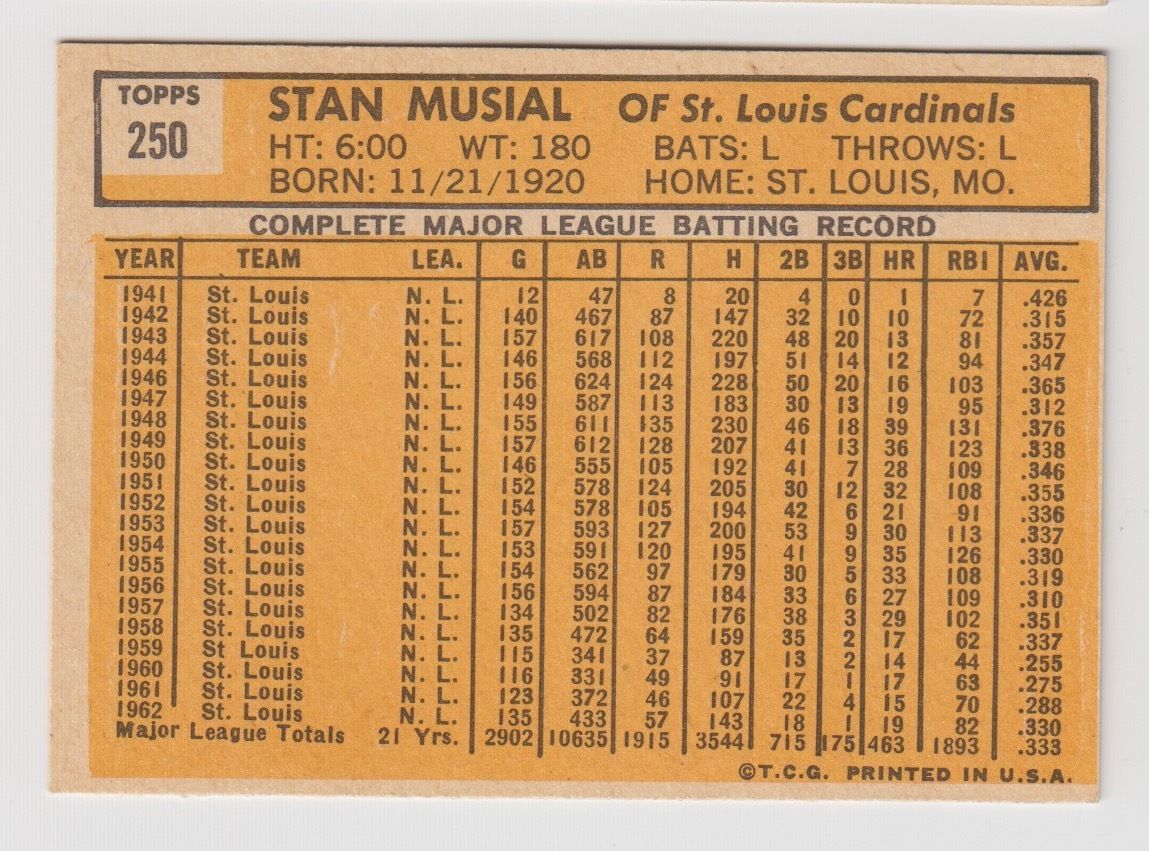 TOPPS
250
STAN MUSIAL OF St. Louis Cardinals
HT: 6:00 WT: 180 BATS: L THROWS: L
BORN: 11/21/1920 HOME: ST. LOUIS, MO.
COMPLETE MAJOR LEAGUE BATTING RECORD
YEAR TEAM LEA. G AB R H 2B 3B HR RBI AVG.
1941 St. Louis N. L. 12 47 8 20 4 0 1 7 .426
1942 St. Louis N. L. 140 467 87 147 32 10 10 72 .315
1943 St. Louis N. L. 157 617 108 220 48 20 13 81 .357
1944 St. Louis N. L. 146 568 112 197 51 14 12 94 .347
1946 St. Louis N. L. 156 624 124 228 50 20 16 103 .365
1947 St. Louis N. L. 149 587 113 183 30 13 19 95 .312
1948 St. Louis N. L. 155 611 135 230 46 18 39 131 .376
1949 St. Louis N. L. 157 612 128 207 41 13 36 123 .338
1950 St. Louis N. L. 146 555 105 192 41 7 28 109 .346
1951 St. Louis N. L. 152 578 124 205 30 12 32 108 .355
1952 St. Louis N. L. 154 578 105 194 42 6 21 91 .336
1953 St. Louis N. L. 157 593 127 200 53 9 30 113 .337
1954 St. Louis N. L. 153 591 120 195 41 9 35 126 .330
1955 St. Louis N. L. 154 562 97 179 30 5 33 108 .319
1956 St. Louis N. L. 156 594 87 184 33 6 27 109 .310
1957 St. Louis N. L. 134 502 82 176 38 3 29 102 .351
1958 St. Louis N. L. 135 472 64 159 35 2 17 62 .337
1959 St Louis N. L. 115 341 37 87 13 2 14 44 .255
1960 St. Louis N. L. 116 331 49 91 17 1 17 63 .275
1961 St. Louis N. L. 123 372 46 107 22 4 15 70 .288
1962 St. Louis N. L. 135 433 57 143 18 1 19 82 .330
Major League Totals 21 Yrs. 2902 10635 1915 3544 715 175 463 1893 .333
©T.C.G. PRINTED IN U.S.A.